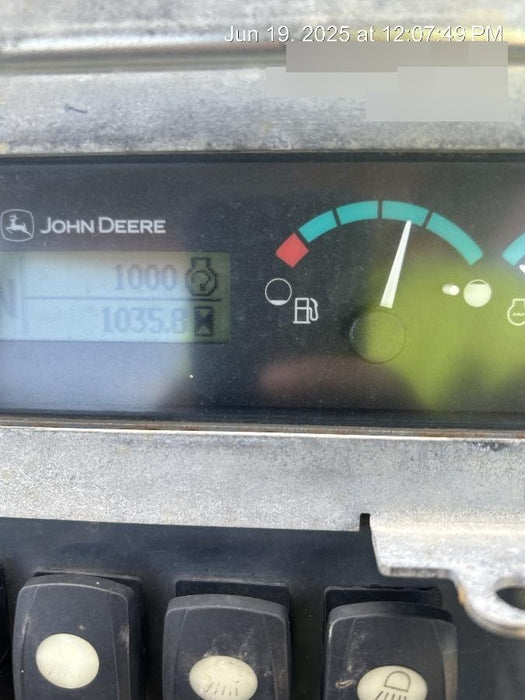 Jun 19, 2025 at 12:07:49 PM
JOHN DEERE
N 1000
1035.8